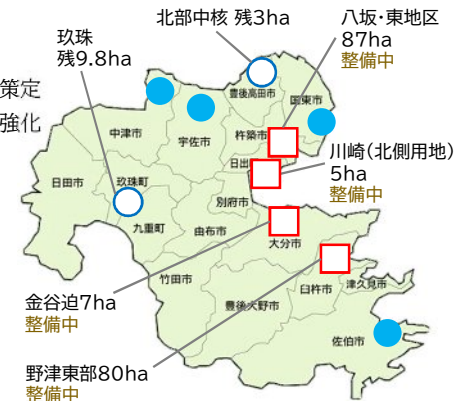 北部中核 残3ha
八坂・東地区
87ha
整備中
玖珠
残9.8ha
策定
強化
豊後高田市
国東市
中津市
宇佐市
杵築市
日出
川崎(北側用地)
5ha
整備中
日田市
玖珠町
別府市
九重町
由布市
大分市
竹田市
臼杵市
津久見市
豊後大野市
佐伯市
金谷迫7ha
整備中
野津東部80ha
整備中